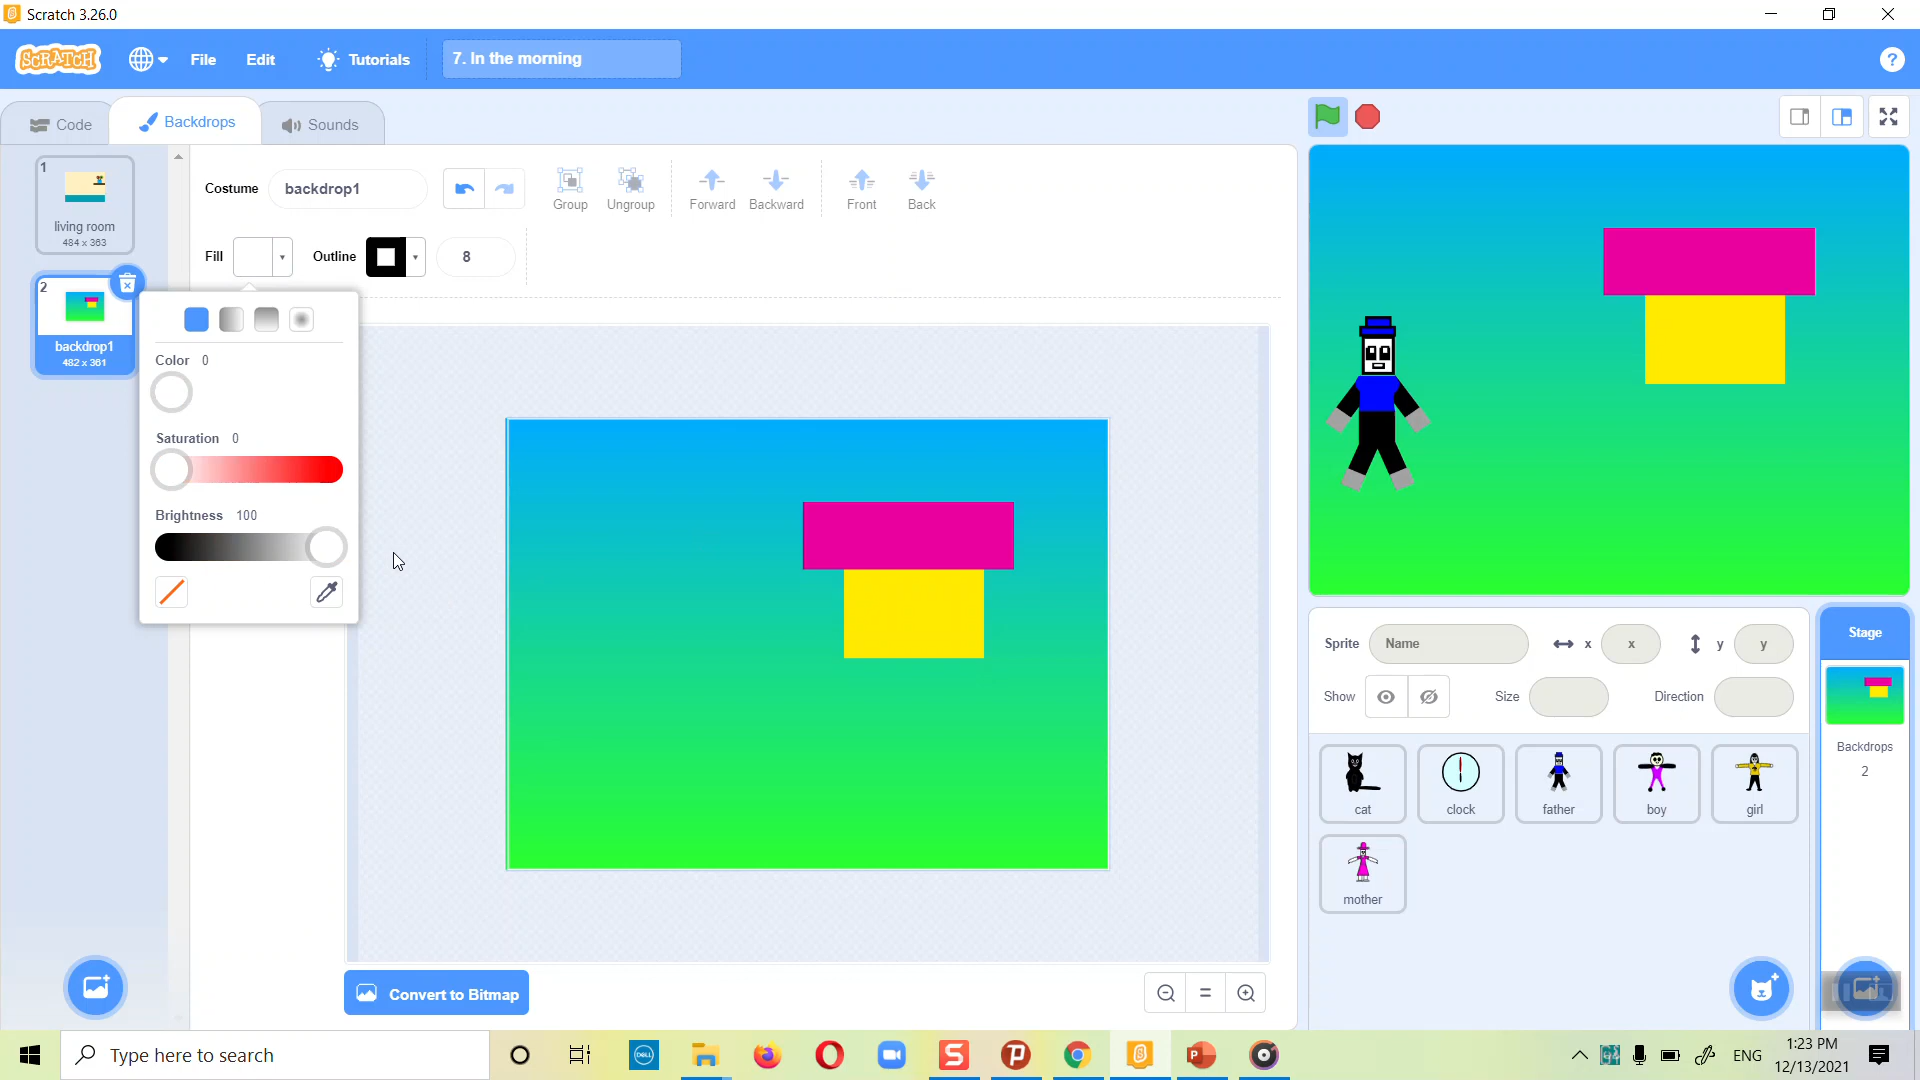 Scratch 3.26.0
SCRATCH
File
Edit
Tutorials
7. In the morning
?
Code
Backdrops
Sounds
1
living room
484 x 363
2
backdrop1
482 x 361
Costume
backdrop1
Group
Ungroup
Forward
Backward
Front
Back
Fill
Outline
8
Color 0
Saturation 0
Brightness 100
Convert to Bitmap
Sprite
Name
x
x
y
y
Show
Size
Direction
Stage
Backdrops
2
cat
clock
father
boy
girl
mother
Type here to search
DELL
ENG
1:23 PM
12/13/2021